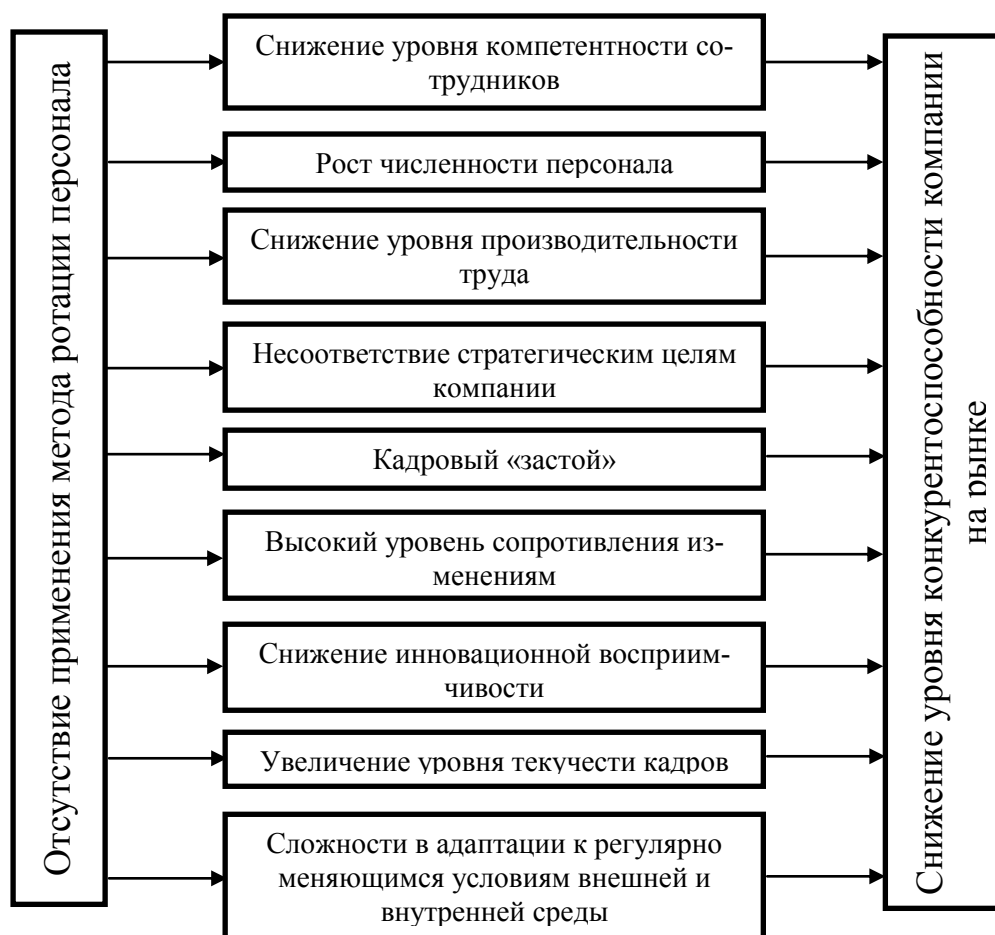 Отсутствие применения метода ротации персонала
Снижение уровня компетентности со-
трудников
Рост численности персонала
Снижение уровня производительности
труда
Несоответствие стратегическим целям
компании
Кадровый «застой»
Высокий уровень сопротивления из-
менениям
Снижение инновационной восприим-
чивости
Увеличение уровня текучести кадров
Сложности в адаптации к регулярно
меняющимся условиям внешней и
внутренней среды
Снижение уровня конкурентоспособности компании
на рынке